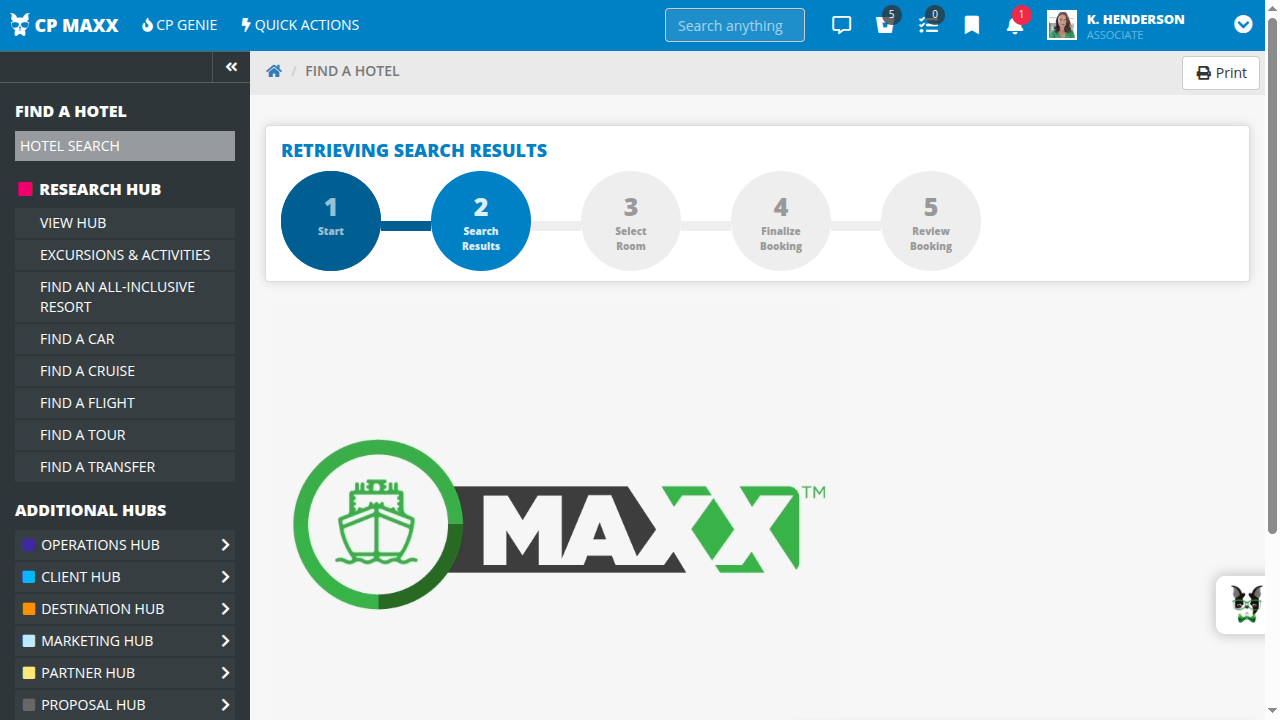 CP MAXX
CP GENIE
QUICK ACTIONS
Search anything
5
0
1
K. HENDERSON
ASSOCIATE
«
/ FIND A HOTEL
Print
FIND A HOTEL
HOTEL SEARCH
RESEARCH HUB
VIEW HUB
EXCURSIONS & ACTIVITIES
FIND AN ALL-INCLUSIVE
RESORT
FIND A CAR
FIND A CRUISE
FIND A FLIGHT
FIND A TOUR
FIND A TRANSFER
ADDITIONAL HUBS
OPERATIONS HUB
CLIENT HUB
DESTINATION HUB
MARKETING HUB
PARTNER HUB
PROPOSAL HUB
RETRIEVING SEARCH RESULTS
1
Start
2
Search
Results
3
Select
Room
4
Finalize
Booking
5
Review
Booking
MAXX™